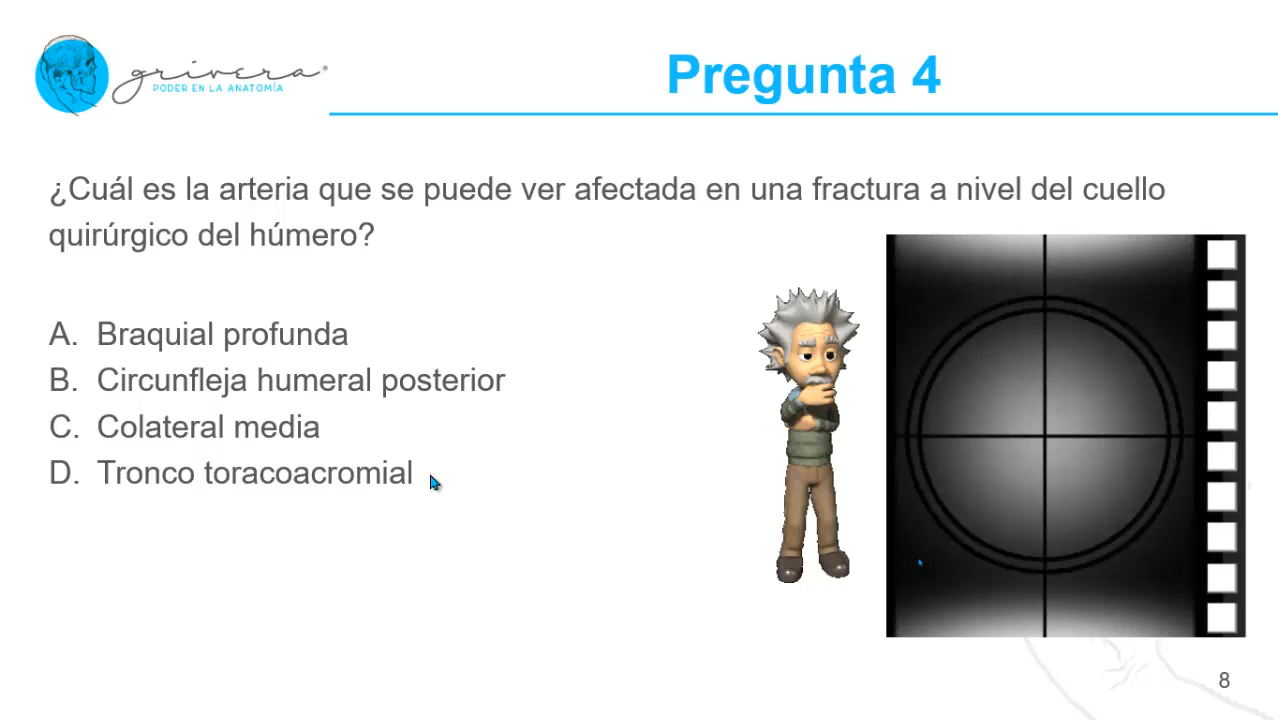 grivera®
PODER EN LA ANATOMÍA
Pregunta 4
¿Cuál es la arteria que se puede ver afectada en una fractura a nivel del cuello
quirúrgico del húmero?
A. Braquial profunda
B. Circunfleja humeral posterior
C. Colateral media
D. Tronco toracoacromial
8